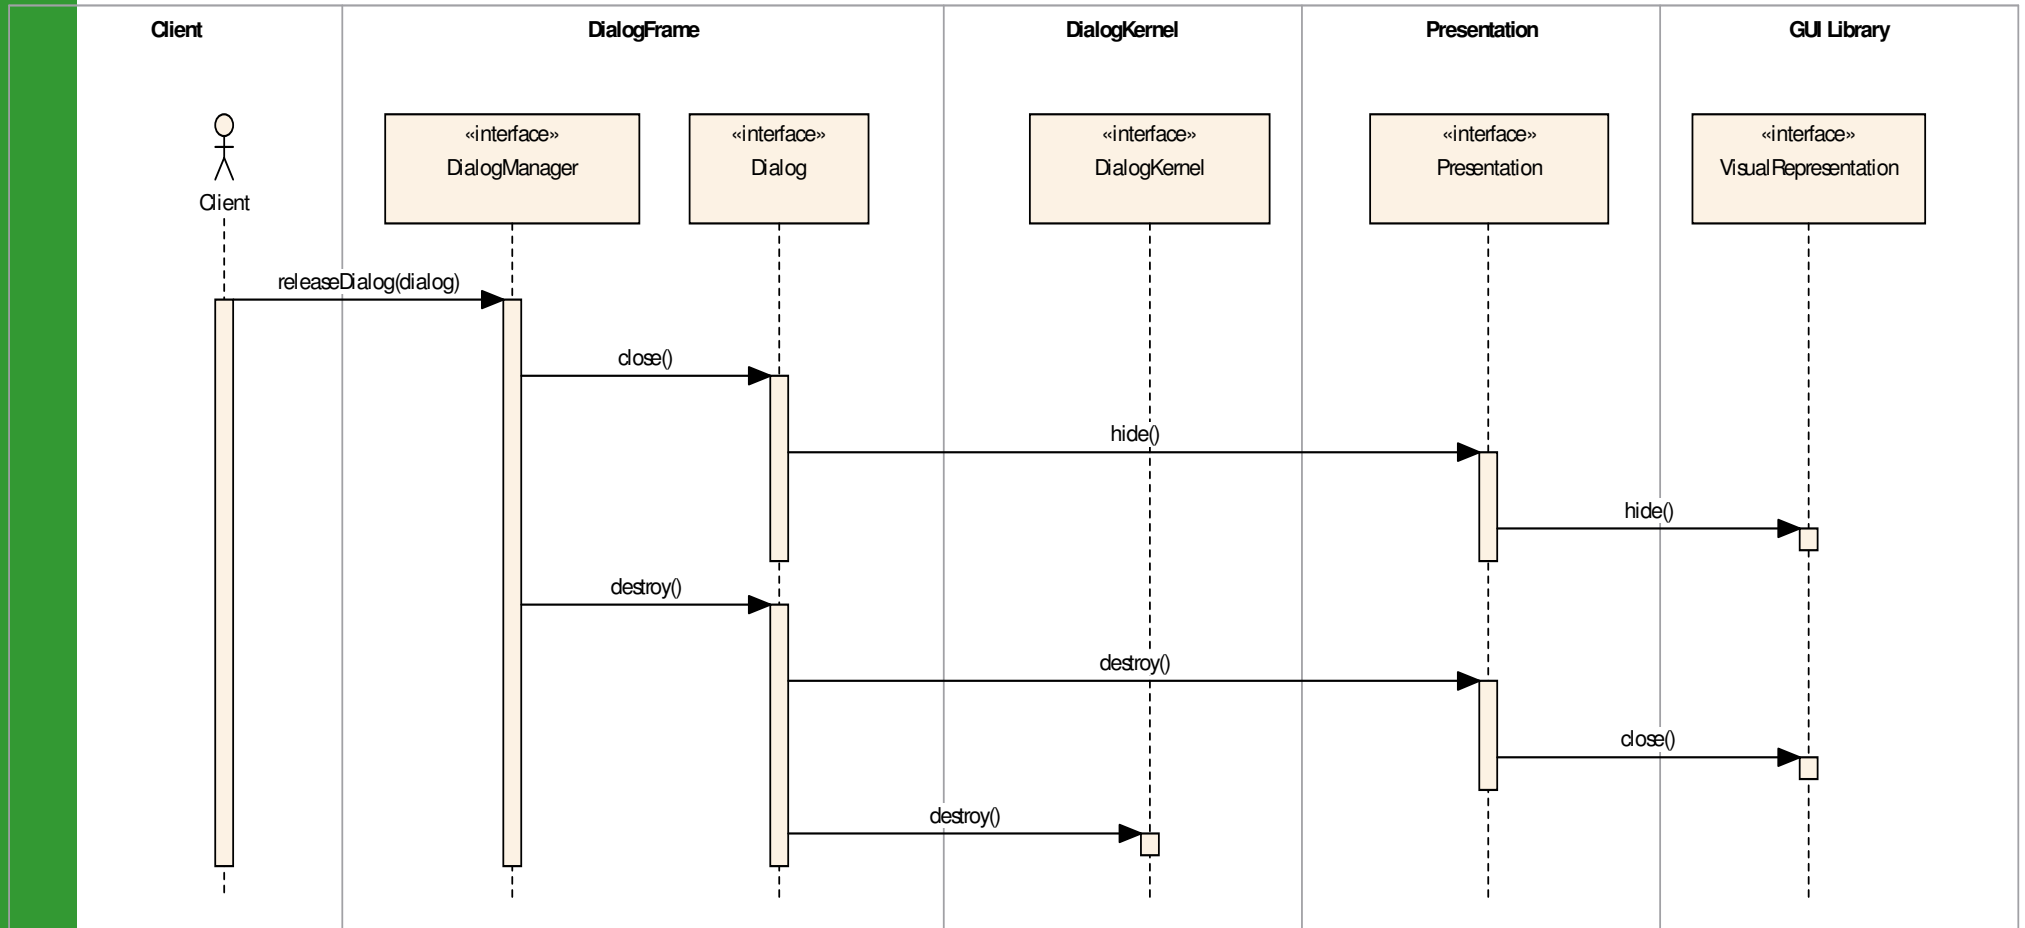 Client
DialogFrame
DialogKernel
Presentation
GUI Library
«interface»
DialogManager
«interface»
Dialog
«interface»
DialogKernel
«interface»
Presentation
«interface»
VisualRepresentation
Client
releaseDialog(dialog)
close()
hide()
hide()
destroy()
destroy()
close()
destroy()